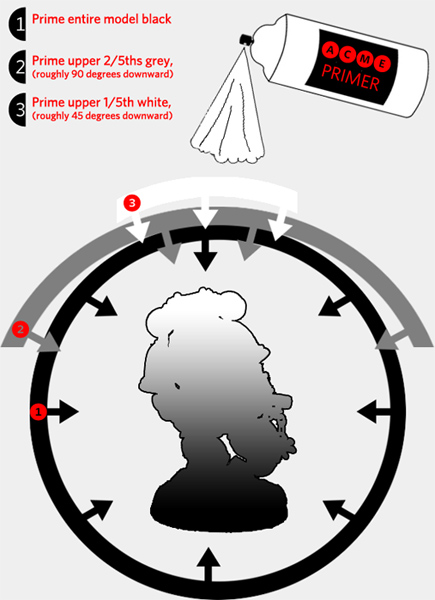 1 Prime entire model black
2 Prime upper 2/5ths grey,
(roughly 90 degrees downward)
3 Prime upper 1/5th white,
(roughly 45 degrees downward)
ACME
PRIMER
3
2
1